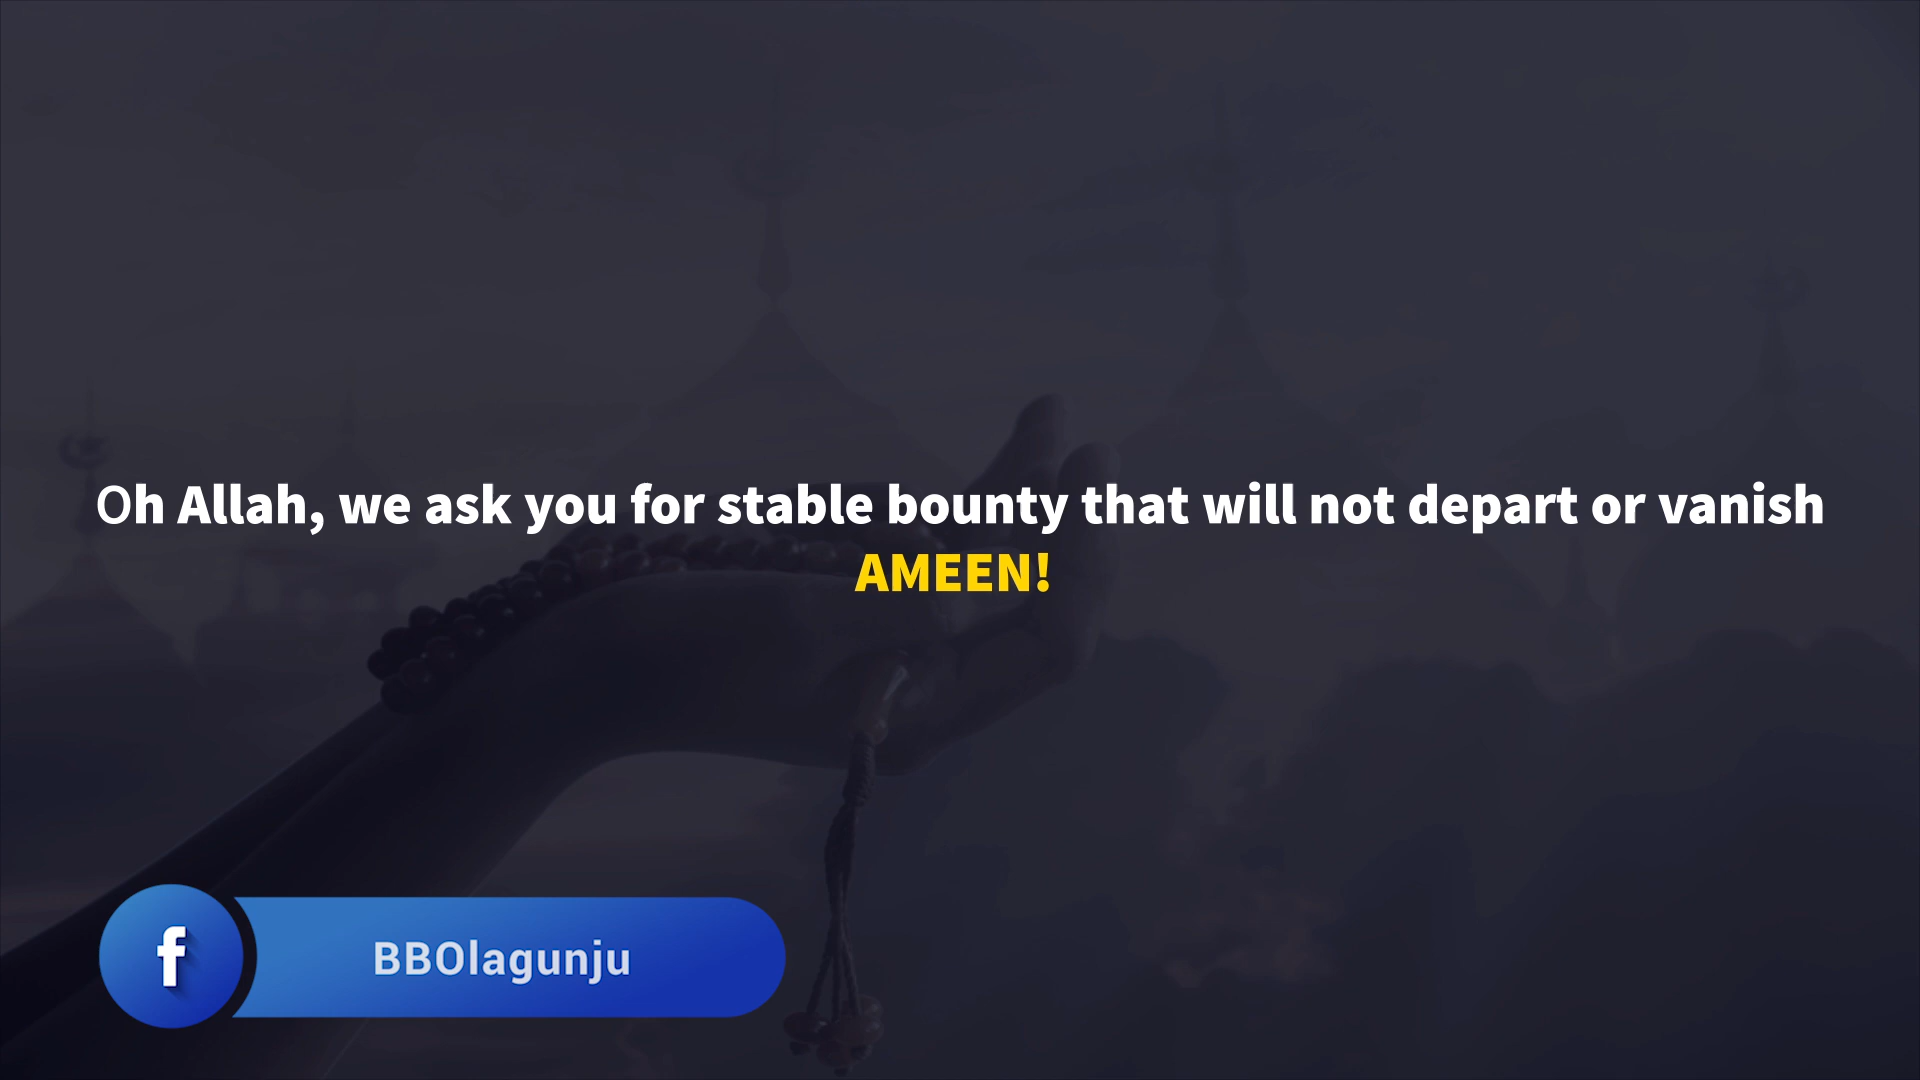 Oh Allah, we ask you for stable bounty that will not depart or vanish
AMEEN!
f
BBOlagunju